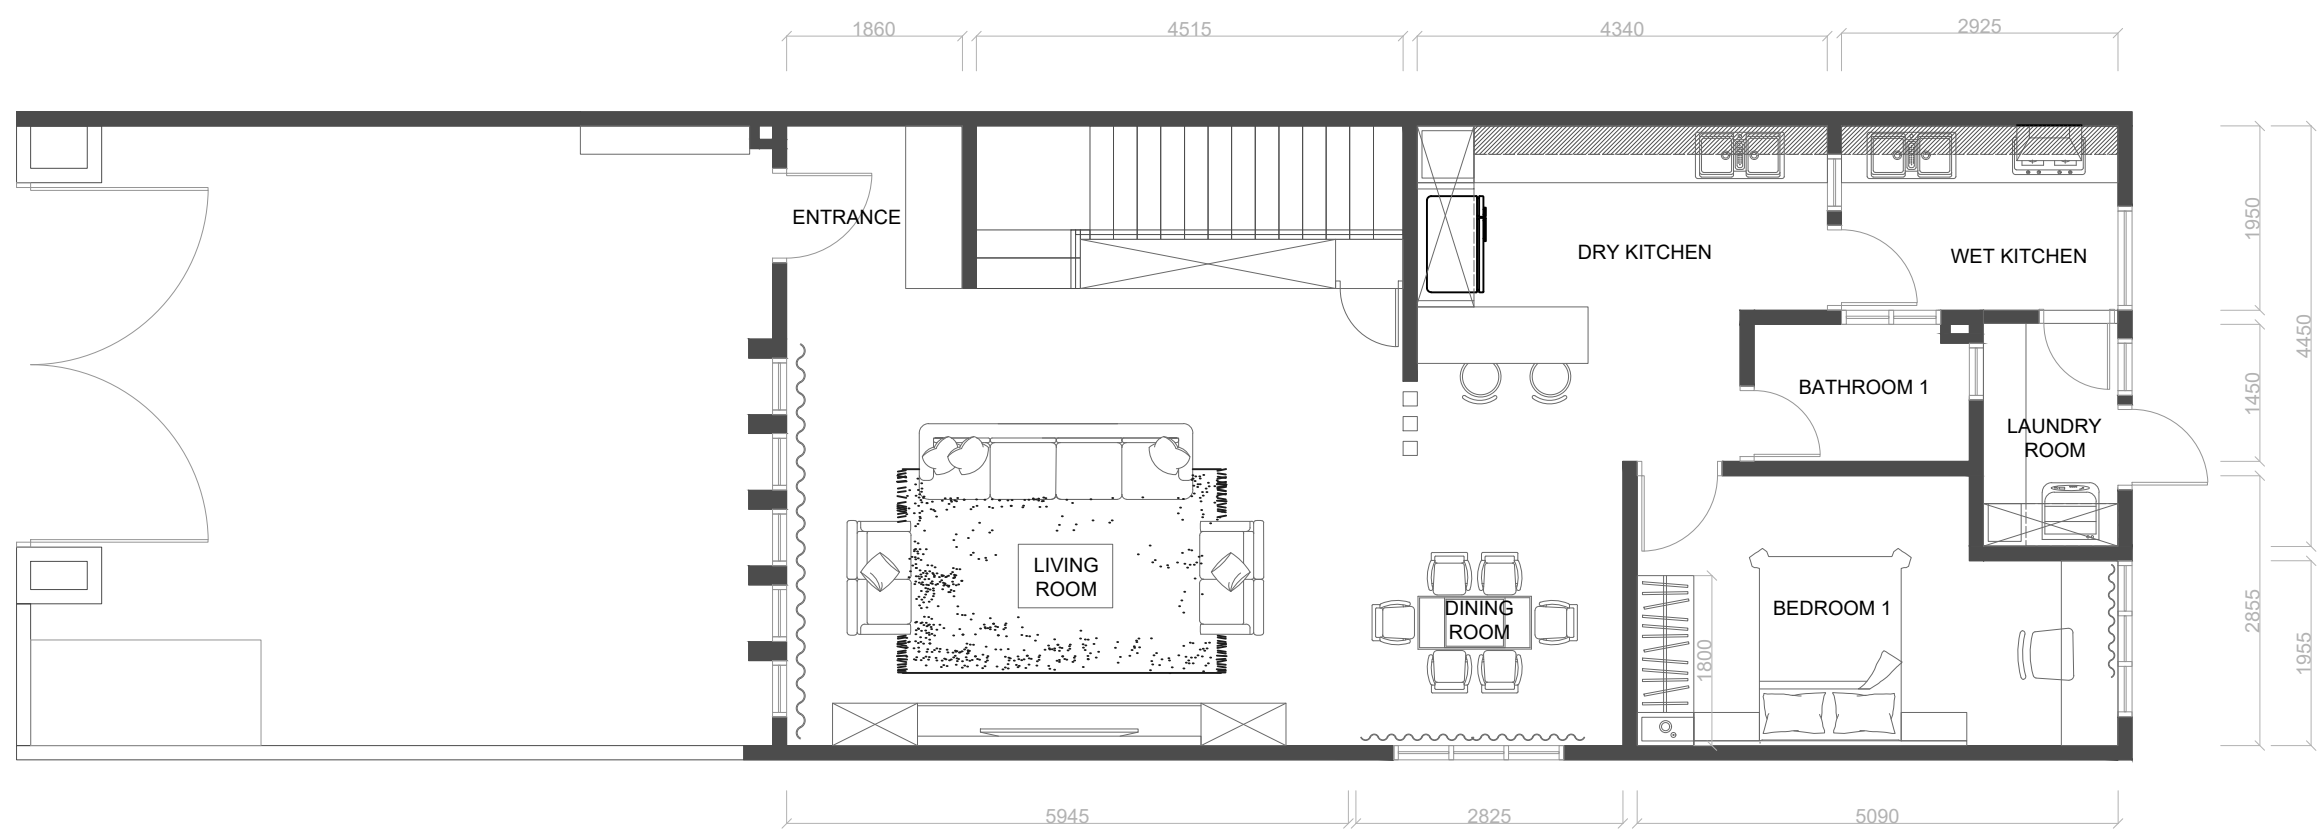 1860
4515
4340
2925
ENTRANCE
DRY KITCHEN
WET KITCHEN
1950
4450
BATHROOM 1
1450
LAUNDRY
ROOM
LIVING
ROOM
DINING
ROOM
BEDROOM 1
1800
2855
1955
5945
2825
5090